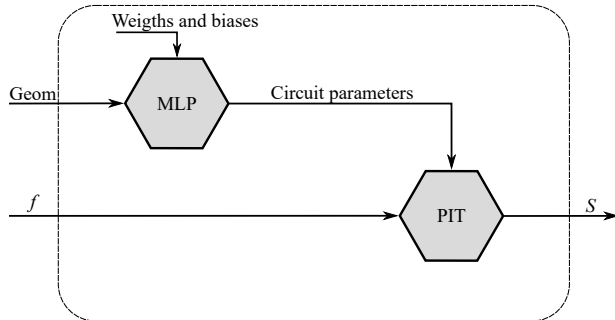 Weigths and biases
Geom
MLP
Circuit parameters
f
PIT
S